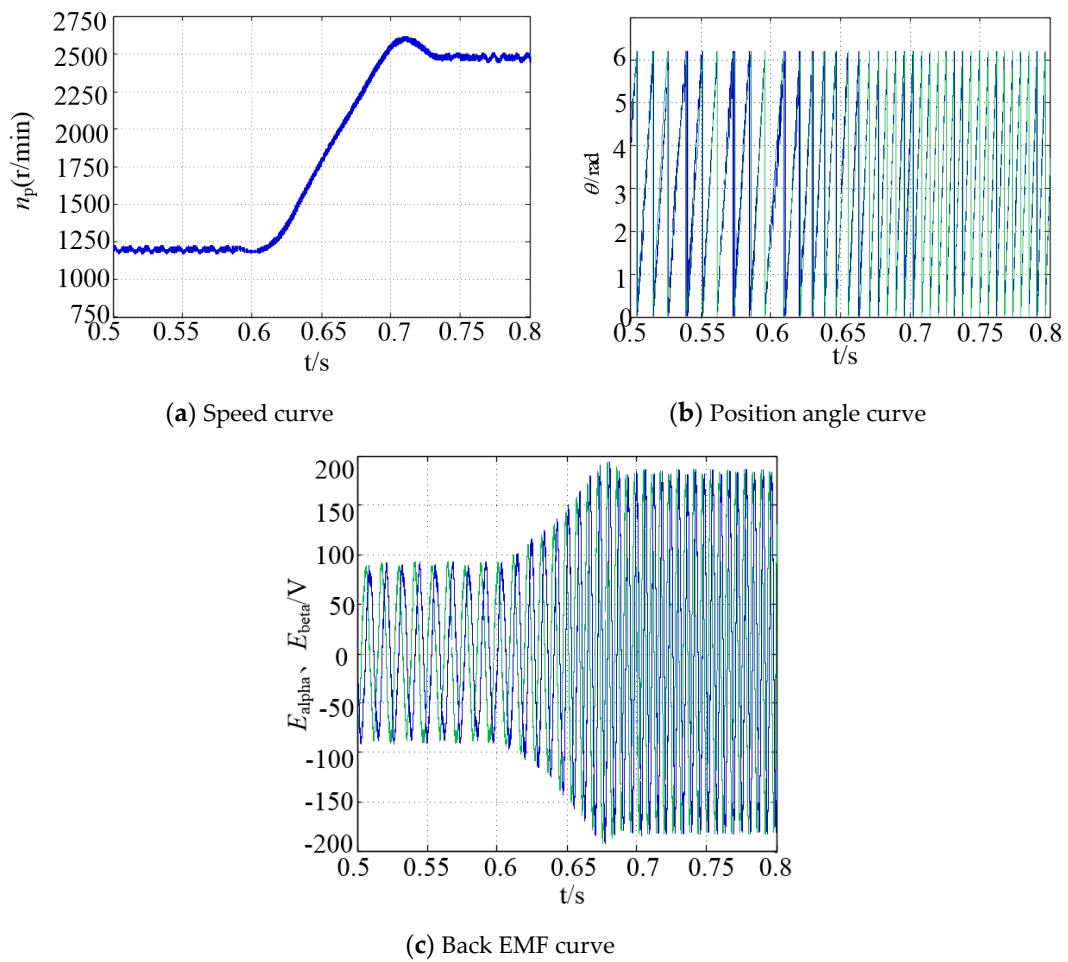 2750
2500
2250
2000
1750
1500
1250
1000
750
n_p(r/min)
0.5 0.55 0.6 0.65 0.7 0.75 0.8
t/s
(a) Speed curve
6
5
4
3
2
1
0
θ/rad
0.5 0.55 0.6 0.65 0.7 0.75 0.8
t/s
(b) Position angle curve
200
150
100
50
0
-50
-100
-150
-200
E_alpha、E_beta/V
0.5 0.55 0.6 0.65 0.7 0.75 0.8
t/s
(c) Back EMF curve